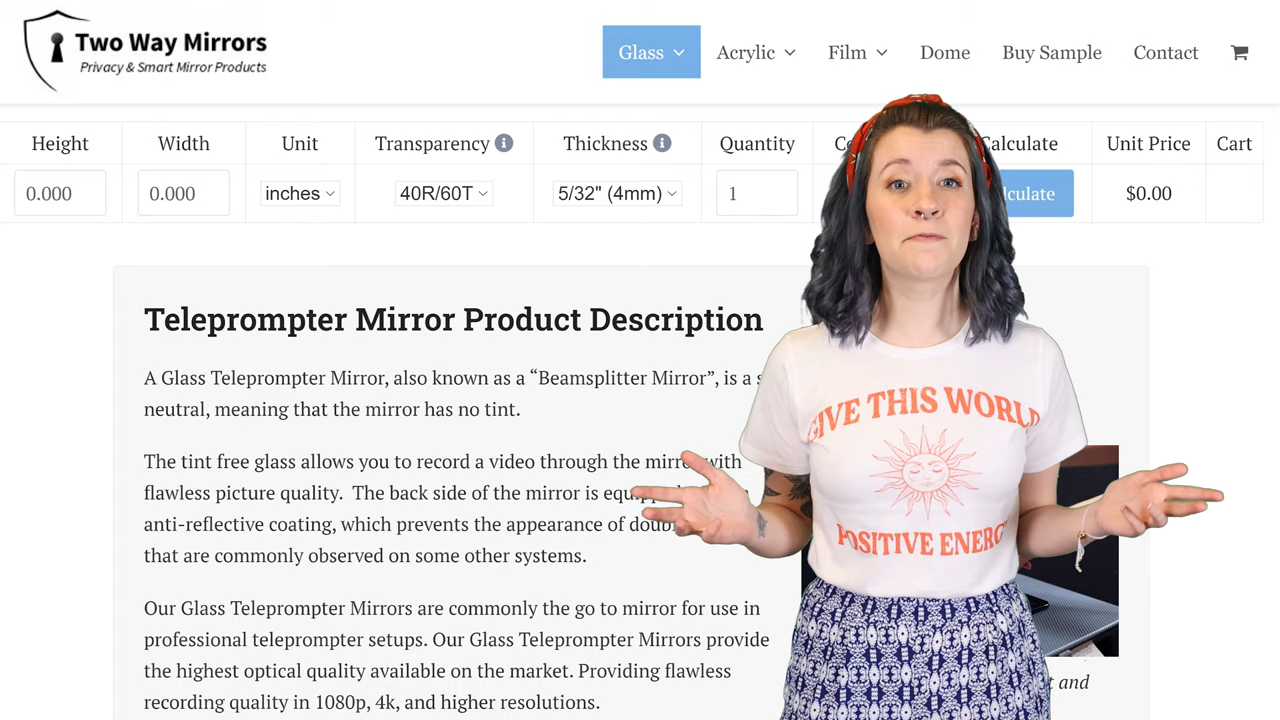 Two Way Mirrors
Privacy & Smart Mirror Products
Glass Acrylic Film Dome Buy Sample Contact
Height Width Unit Transparency Thickness Quantity Calculate Unit Price Cart
0.000 0.000 inches 40R/60T 5/32" (4mm) 1 $0.00
Teleprompter Mirror Product Description
A Glass Teleprompter Mirror, also known as a “Beamsplitter Mirror”, is a
neutral, meaning that the mirror has no tint.
The tint free glass allows you to record a video through the mirror with
flawless picture quality. The back side of the mirror is
anti-reflective coating, which prevents the appearance of
that are commonly observed on some other systems.
Our Glass Teleprompter Mirrors are commonly the go to mirror for use in
professional teleprompter setups. Our Glass Teleprompter Mirrors provide
the highest optical quality available on the market. Providing flawless
recording quality in 1080p, 4k, and higher resolutions.
and
GIVE THIS WORLD
POSITIVE ENERGY